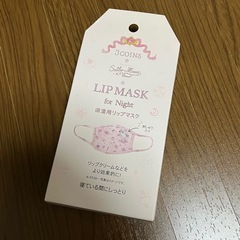 3COINS
LIP MASK
for Night
保湿用リップマスク
リップクリームなどを
より効果的に!
寝ている間にしっとり